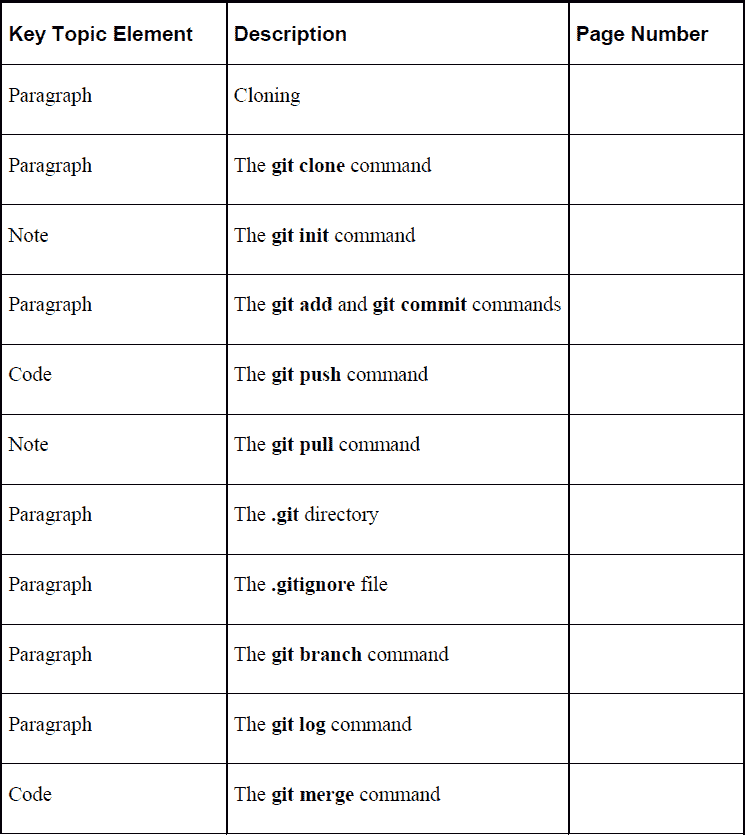 Key Topic Element Description Page Number
Paragraph Cloning
Paragraph The git clone command
Note The git init command
Paragraph The git add and git commit commands
Code The git push command
Note The git pull command
Paragraph The .git directory
Paragraph The .gitignore file
Paragraph The git branch command
Paragraph The git log command
Code The git merge command